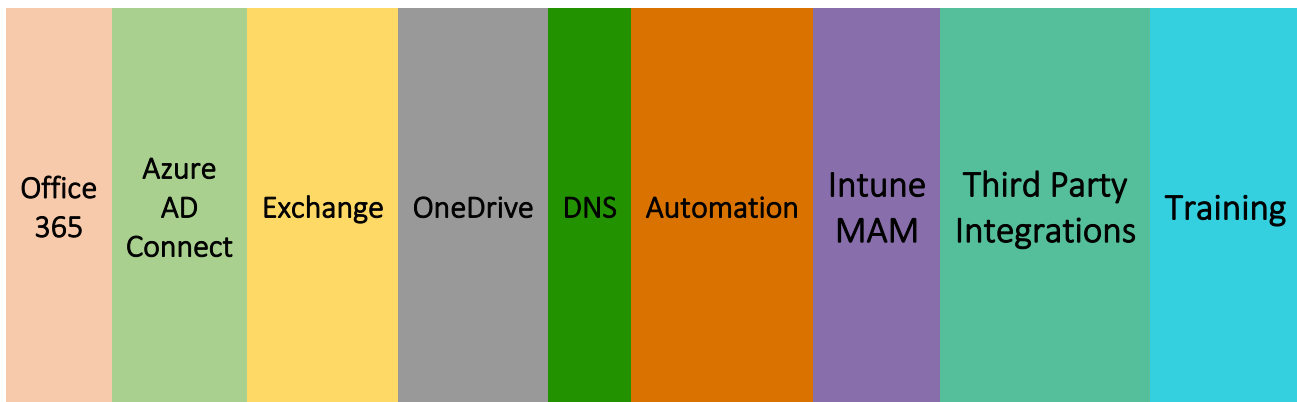 Office
365
Azure
AD
Connect
Exchange
OneDrive
DNS
Automation
Intune
MAM
Third Party
Integrations
Training